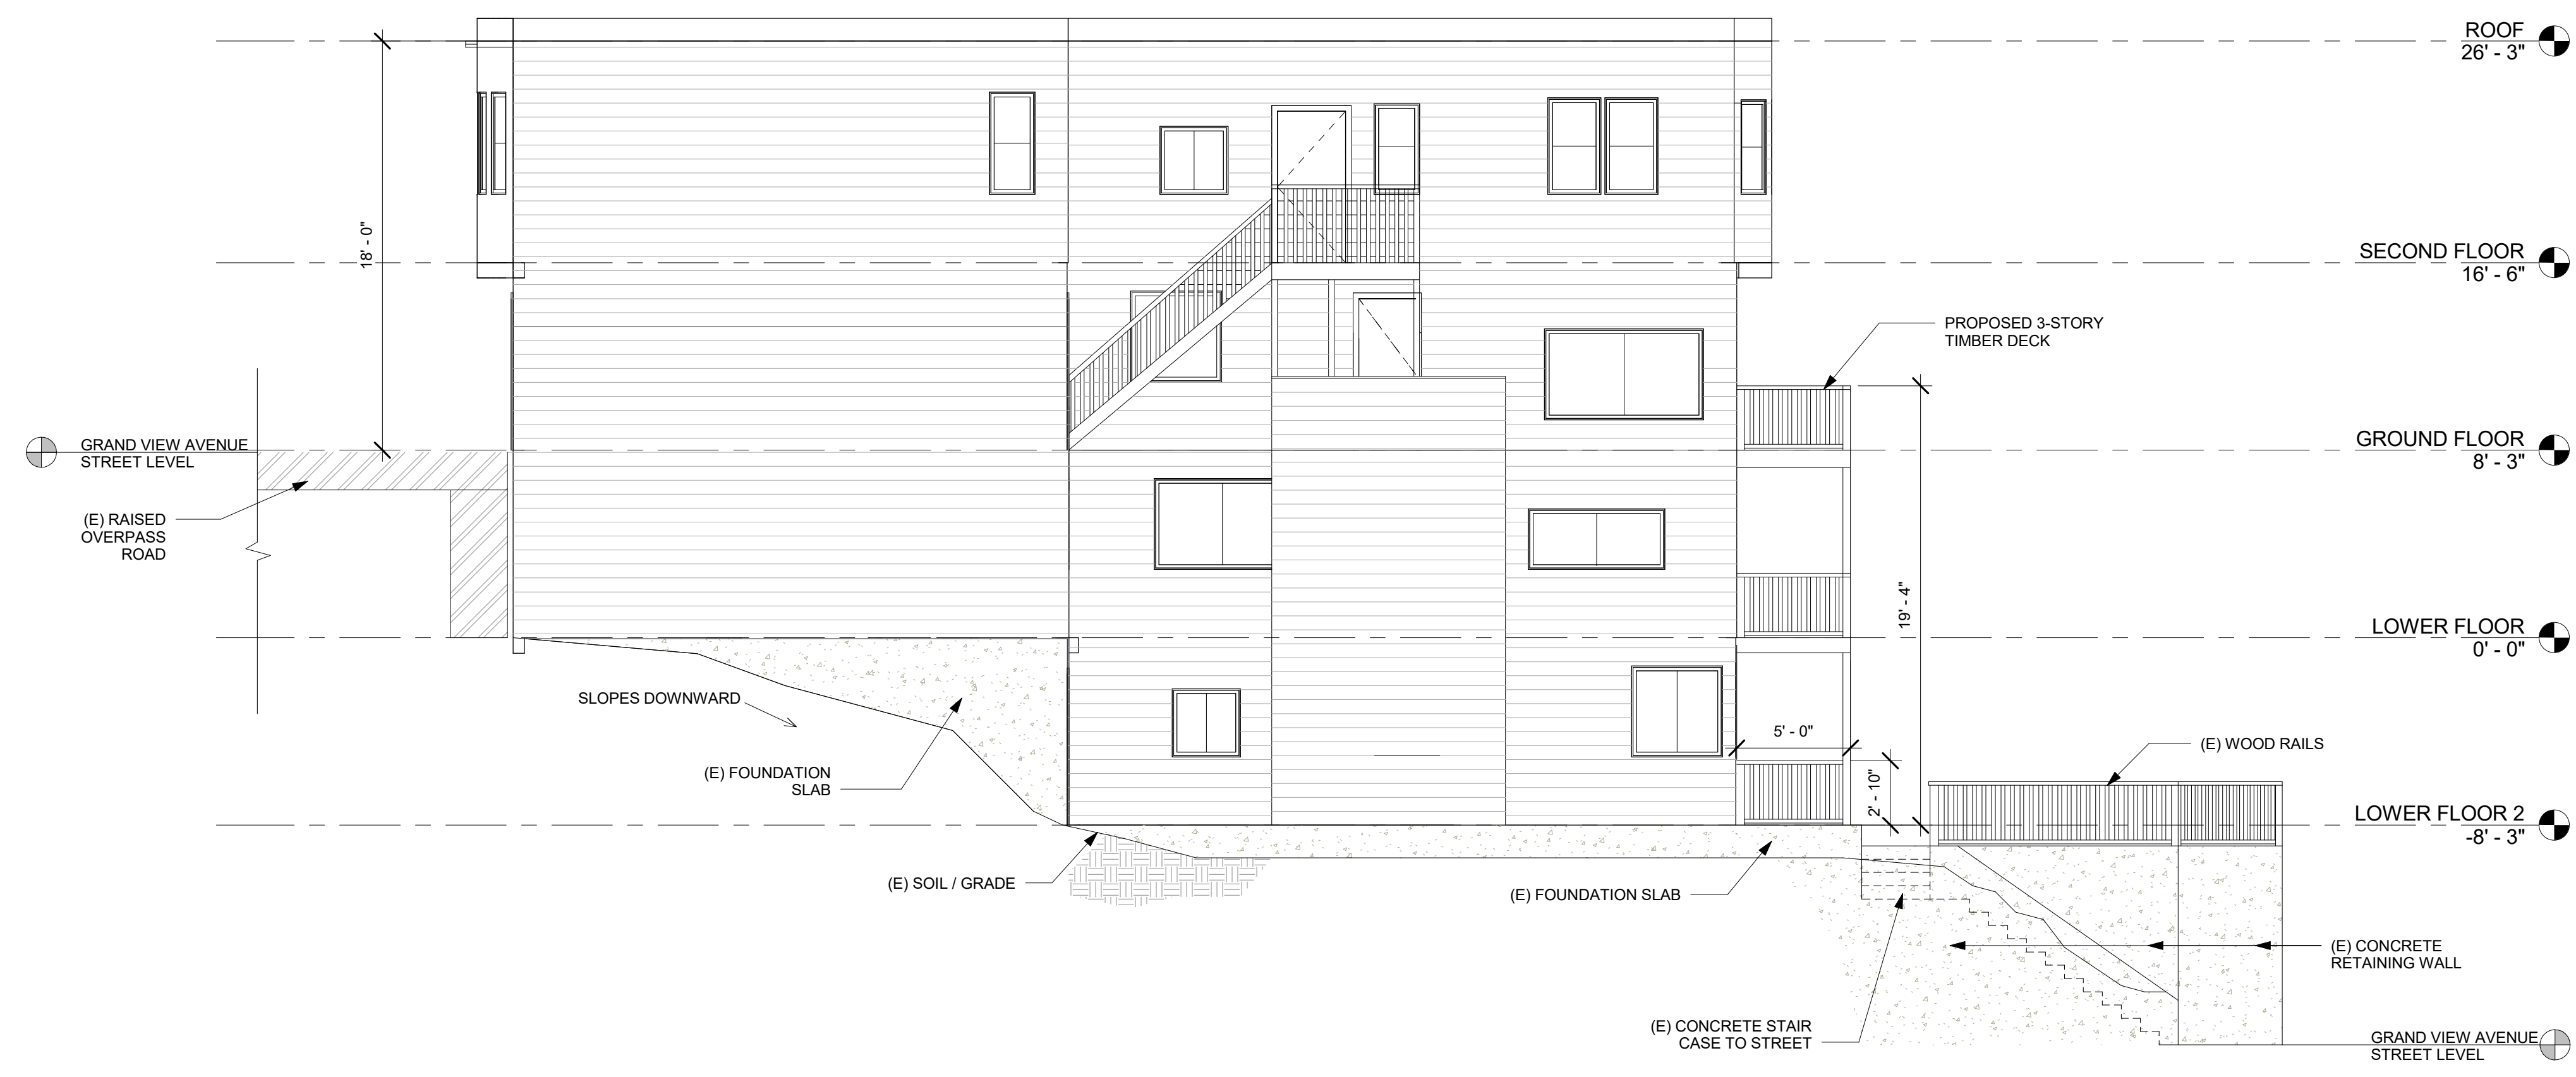 ROOF
26' - 3"
18' - 0"
SECOND FLOOR
16' - 6"
PROPOSED 3-STORY
TIMBER DECK
GRAND VIEW AVENUE
STREET LEVEL
GROUND FLOOR
8' - 3"
(E) RAISED
OVERPASS
ROAD
19' - 4"
LOWER FLOOR
0' - 0"
SLOPES DOWNWARD
5' - 0"
(E) WOOD RAILS
(E) FOUNDATION
SLAB
2' - 10"
LOWER FLOOR 2
-8' - 3"
(E) SOIL / GRADE
(E) FOUNDATION SLAB
(E) CONCRETE
RETAINING WALL
(E) CONCRETE STAIR
CASE TO STREET
GRAND VIEW AVENUE
STREET LEVEL